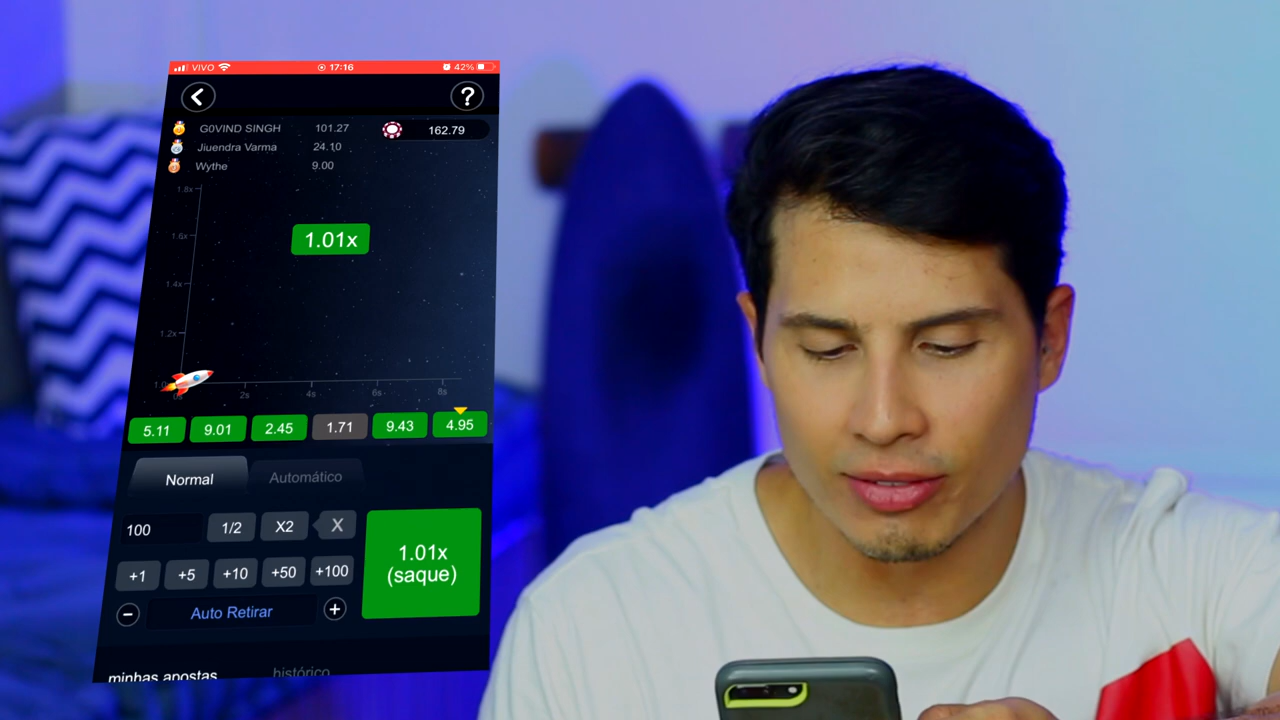 VIVO 17:16 42%
?
G0VIND SINGH 101.27 162.79
Jiuendra Varma 24.10
Wythe 9.00
1.8x
1.6x
1.01x
1.4x
1.2x
1.0
0s 2s 4s 6s 8s
5.11 9.01 2.45 1.71 9.43 4.95
Normal Automático
100 1/2 X2 X
1.01x
(saque)
+1 +5 +10 +50 +100
− Auto Retirar +
minhas apostas histórico